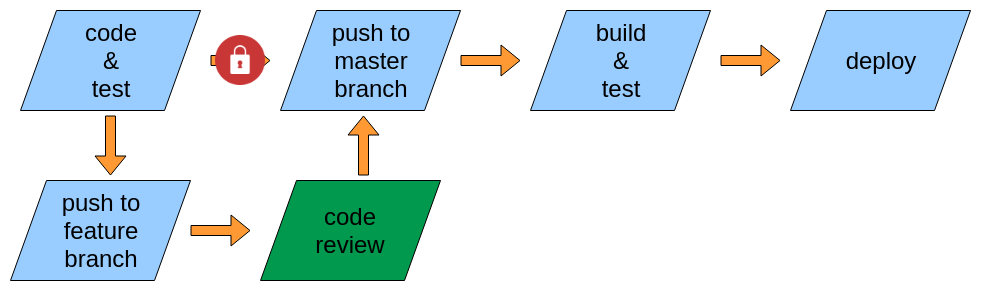 code
&
test
push to
master
branch
build
&
test
deploy
push to
feature
branch
code
review